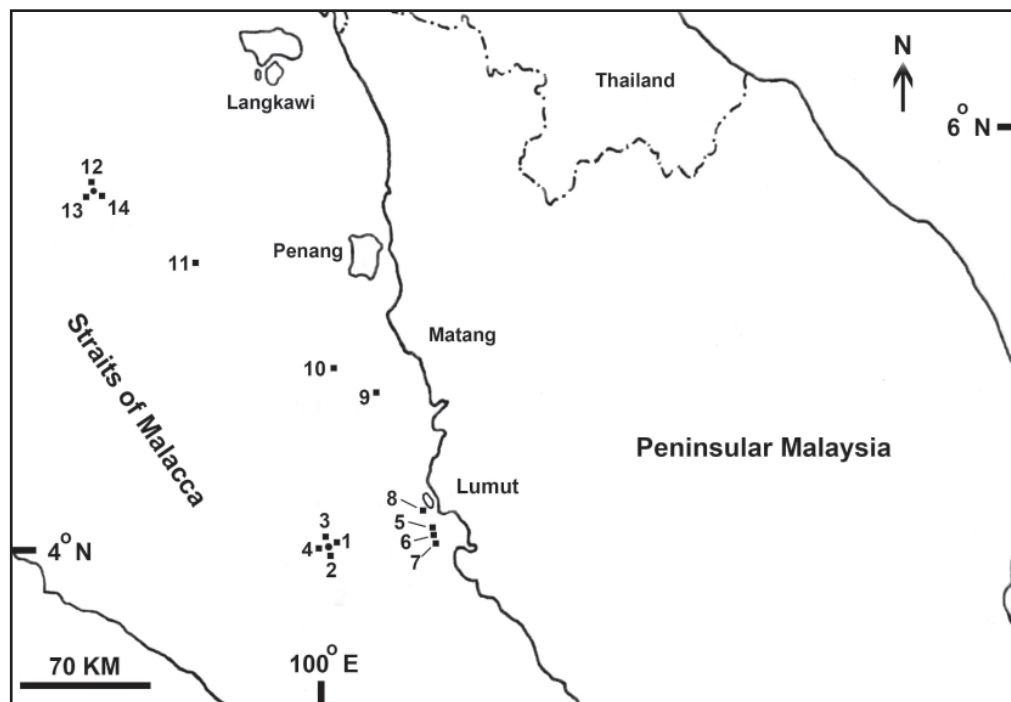 N
Thailand
Langkawi
6° N
12
13 14
Penang
11
Straits of Malacca
Matang
10
9
Peninsular Malaysia
Lumut
8
3
5
4° N
4 1
6
2
7
70 KM
100° E